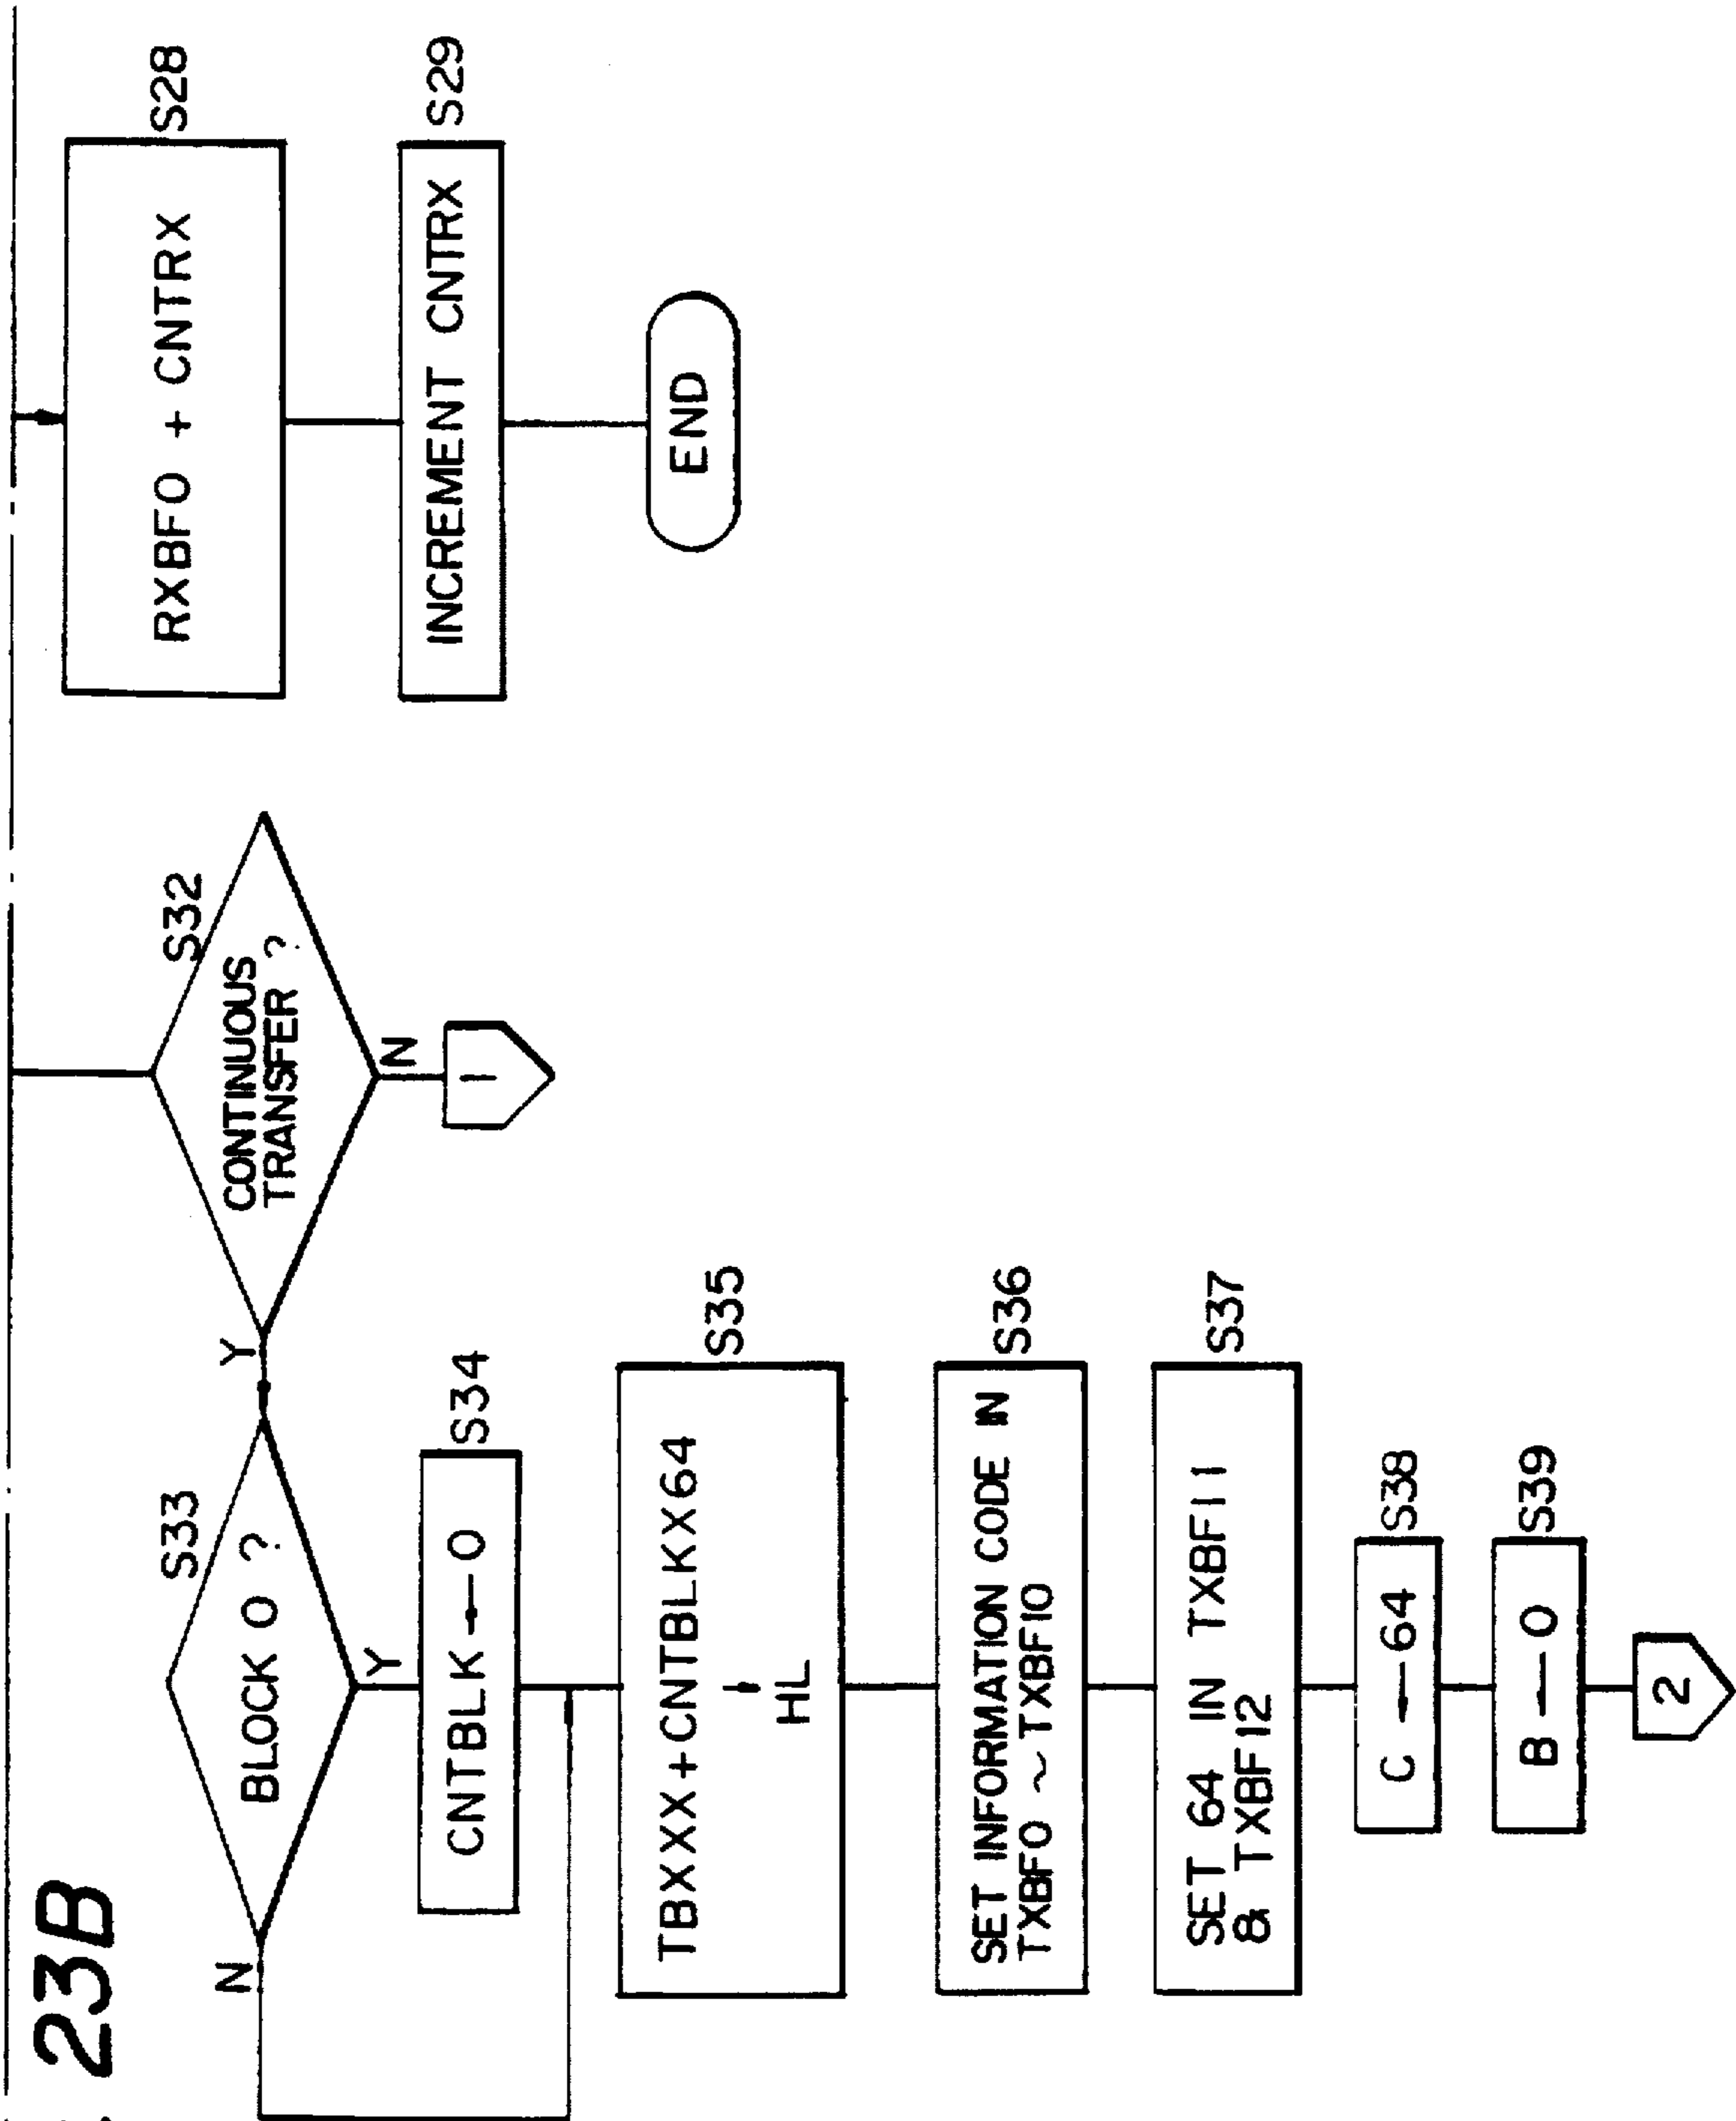 23B
S33
BLOCK 0 ?
N
Y
CNTBLK ← 0
S34
TBXXX+CNTBLKX64
↓
HL
S35
SET INFORMATION CODE IN
TXBF0 ~ TXBF10
S36
SET 64 IN TXBF11
& TXBF12
S37
C ← 64
S38
B ← 0
S39
2
S32
CONTINUOUS
TRANSFER ?
Y
N
1
RXBF0 + CNTRX
S28
INCREMENT CNTRX
S29
END